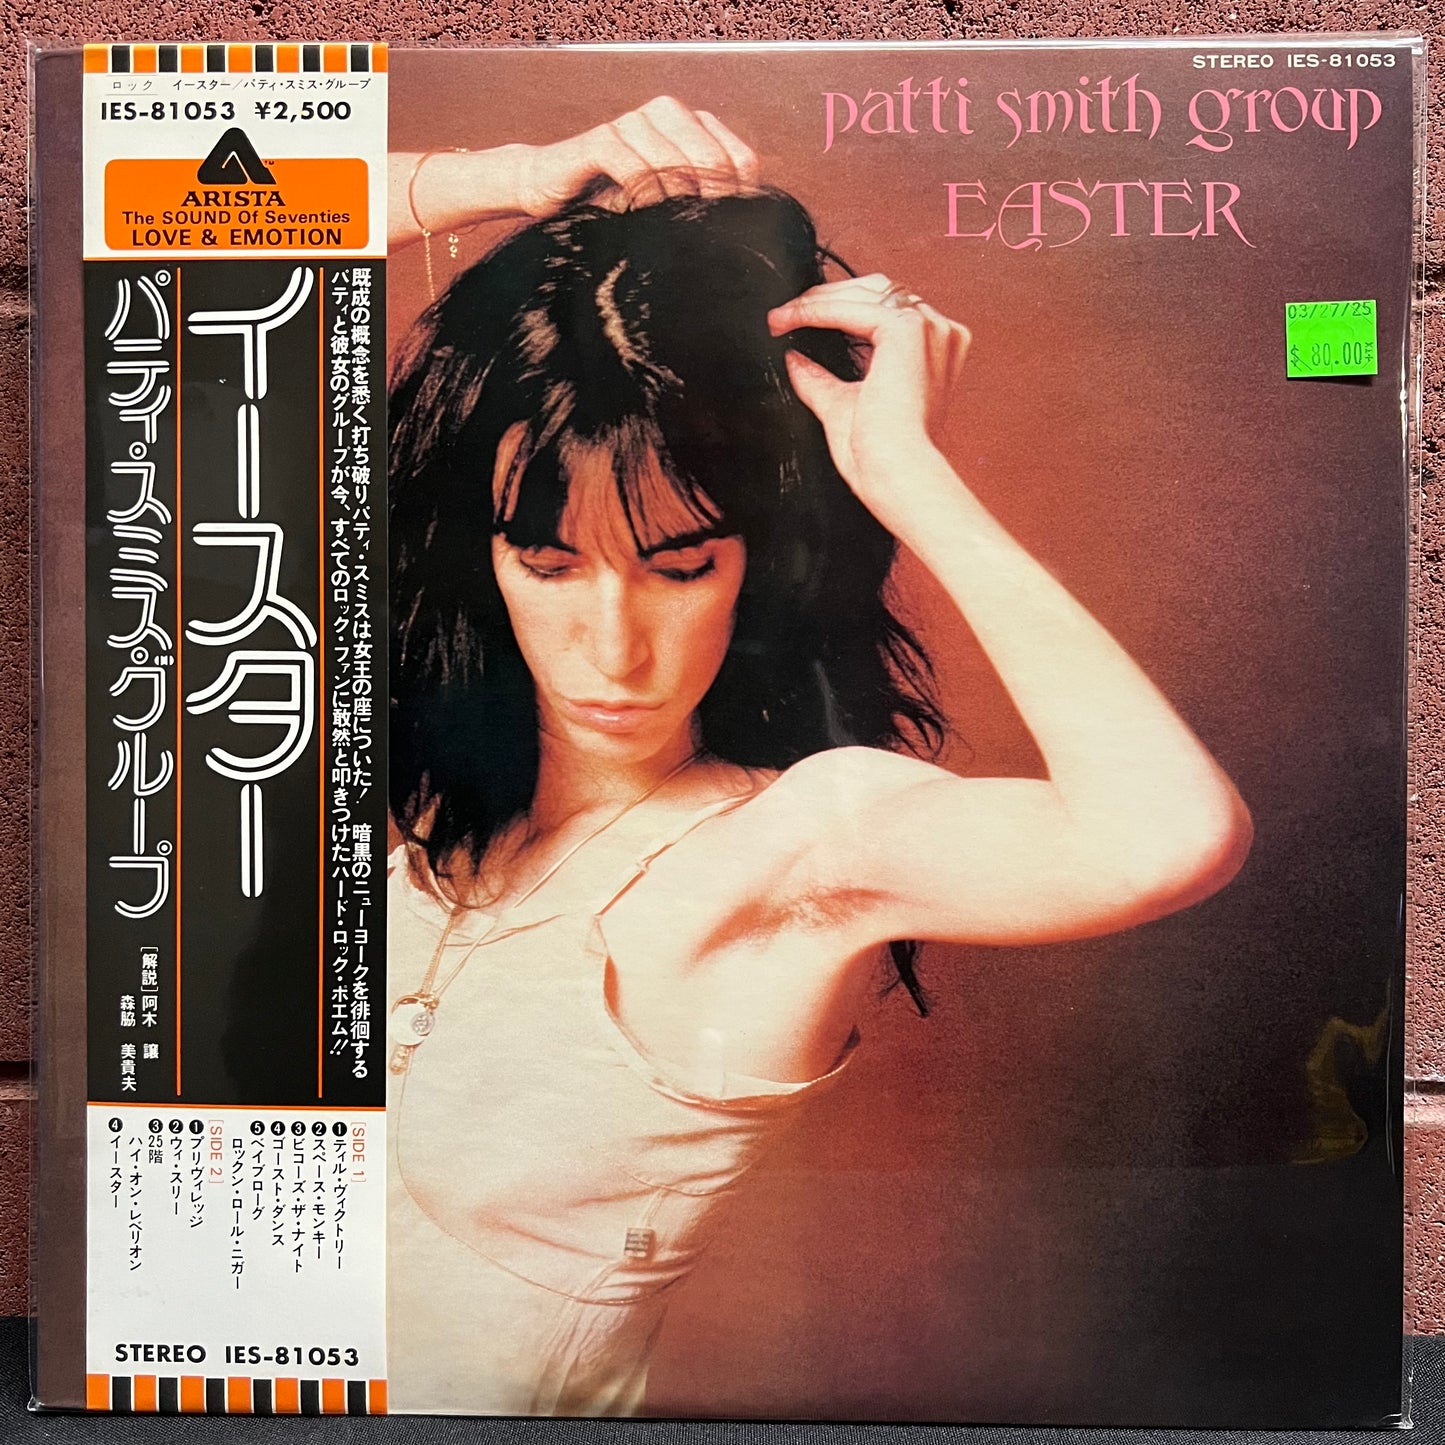 ロック イースター/パティ・スミス・グループ
IES-81053 ¥2,500
ARISTA™
The SOUND Of Seventies
LOVE & EMOTION
既成の概念を悉く打ち破りパティ・スミスは女王の座についた! 暗黒のニューヨークを徘徊する
パティと彼女のグループが今、すべてのロック・ファンに敢然と叩きつけたハード・ロック・ポエム!!
イースター
パティ・スミス・グループ
[解説] 阿木 譲
森脇 美貴夫
[SIDE 1]
❶ティル・ヴィクトリー
❷スペース・モンキー
❸ビコーズ・ザ・ナイト
❹ゴースト・ダンス
❺ベイブローグ
ロックン・ロール・ニガー
[SIDE 2]
❶プリヴィレッジ
❷ウィ・スリー
❸25階
ハイ・オン・レベリオン
❹イースター
STEREO IES-81053
STEREO IES-81053
patti smith group
EASTER
03/27/25
$ 80.00